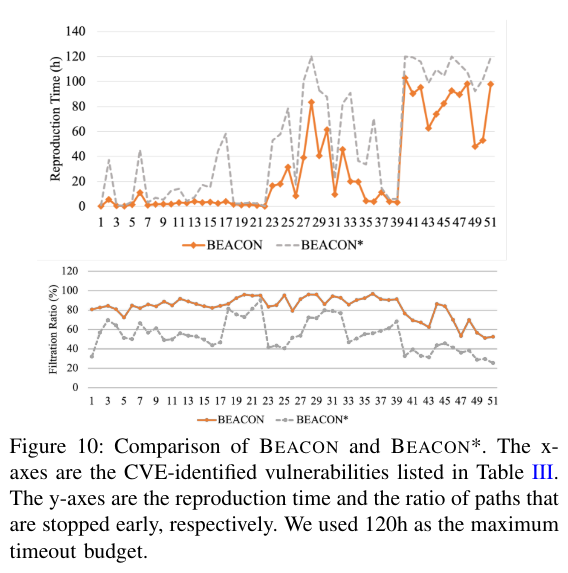 140
120
100
80
60
40
20
0
Reproduction Time (h)
1 3 5 7 9 11 13 15 17 19 21 23 25 27 29 31 33 35 37 39 41 43 45 47 49 51
BEACON BEACON*
120
100
80
60
40
20
0
Filtration Ratio (%)
1 3 5 7 9 11 13 15 17 19 21 23 25 27 29 31 33 35 37 39 41 43 45 47 49 51
BEACON BEACON*
Figure 10: Comparison of BEACON and BEACON*. The x-
axes are the CVE-identified vulnerabilities listed in Table III.
The y-axes are the reproduction time and the ratio of paths that
are stopped early, respectively. We used 120h as the maximum
timeout budget.